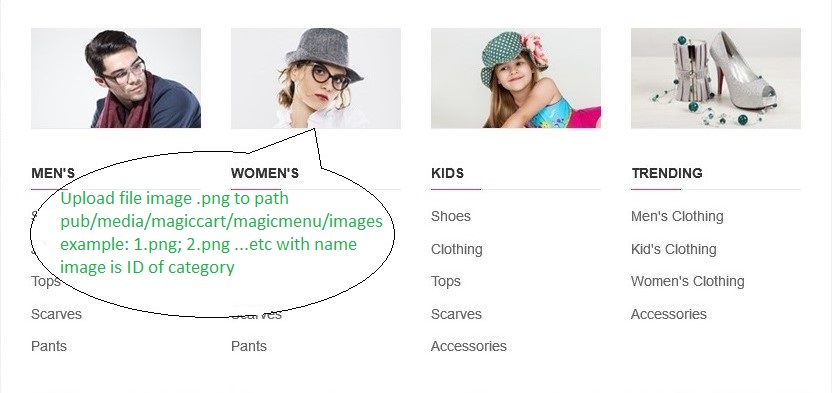 MEN'S
WOMEN'S
KIDS
TRENDING
Upload file image .png to path
pub/media/magiccart/magicmenu/images
example: 1.png; 2.png ...etc with name
image is ID of category
Tops
Pants
Pants
Shoes
Clothing
Tops
Scarves
Accessories
Men's Clothing
Kid's Clothing
Women's Clothing
Accessories
Scarves
Scarves